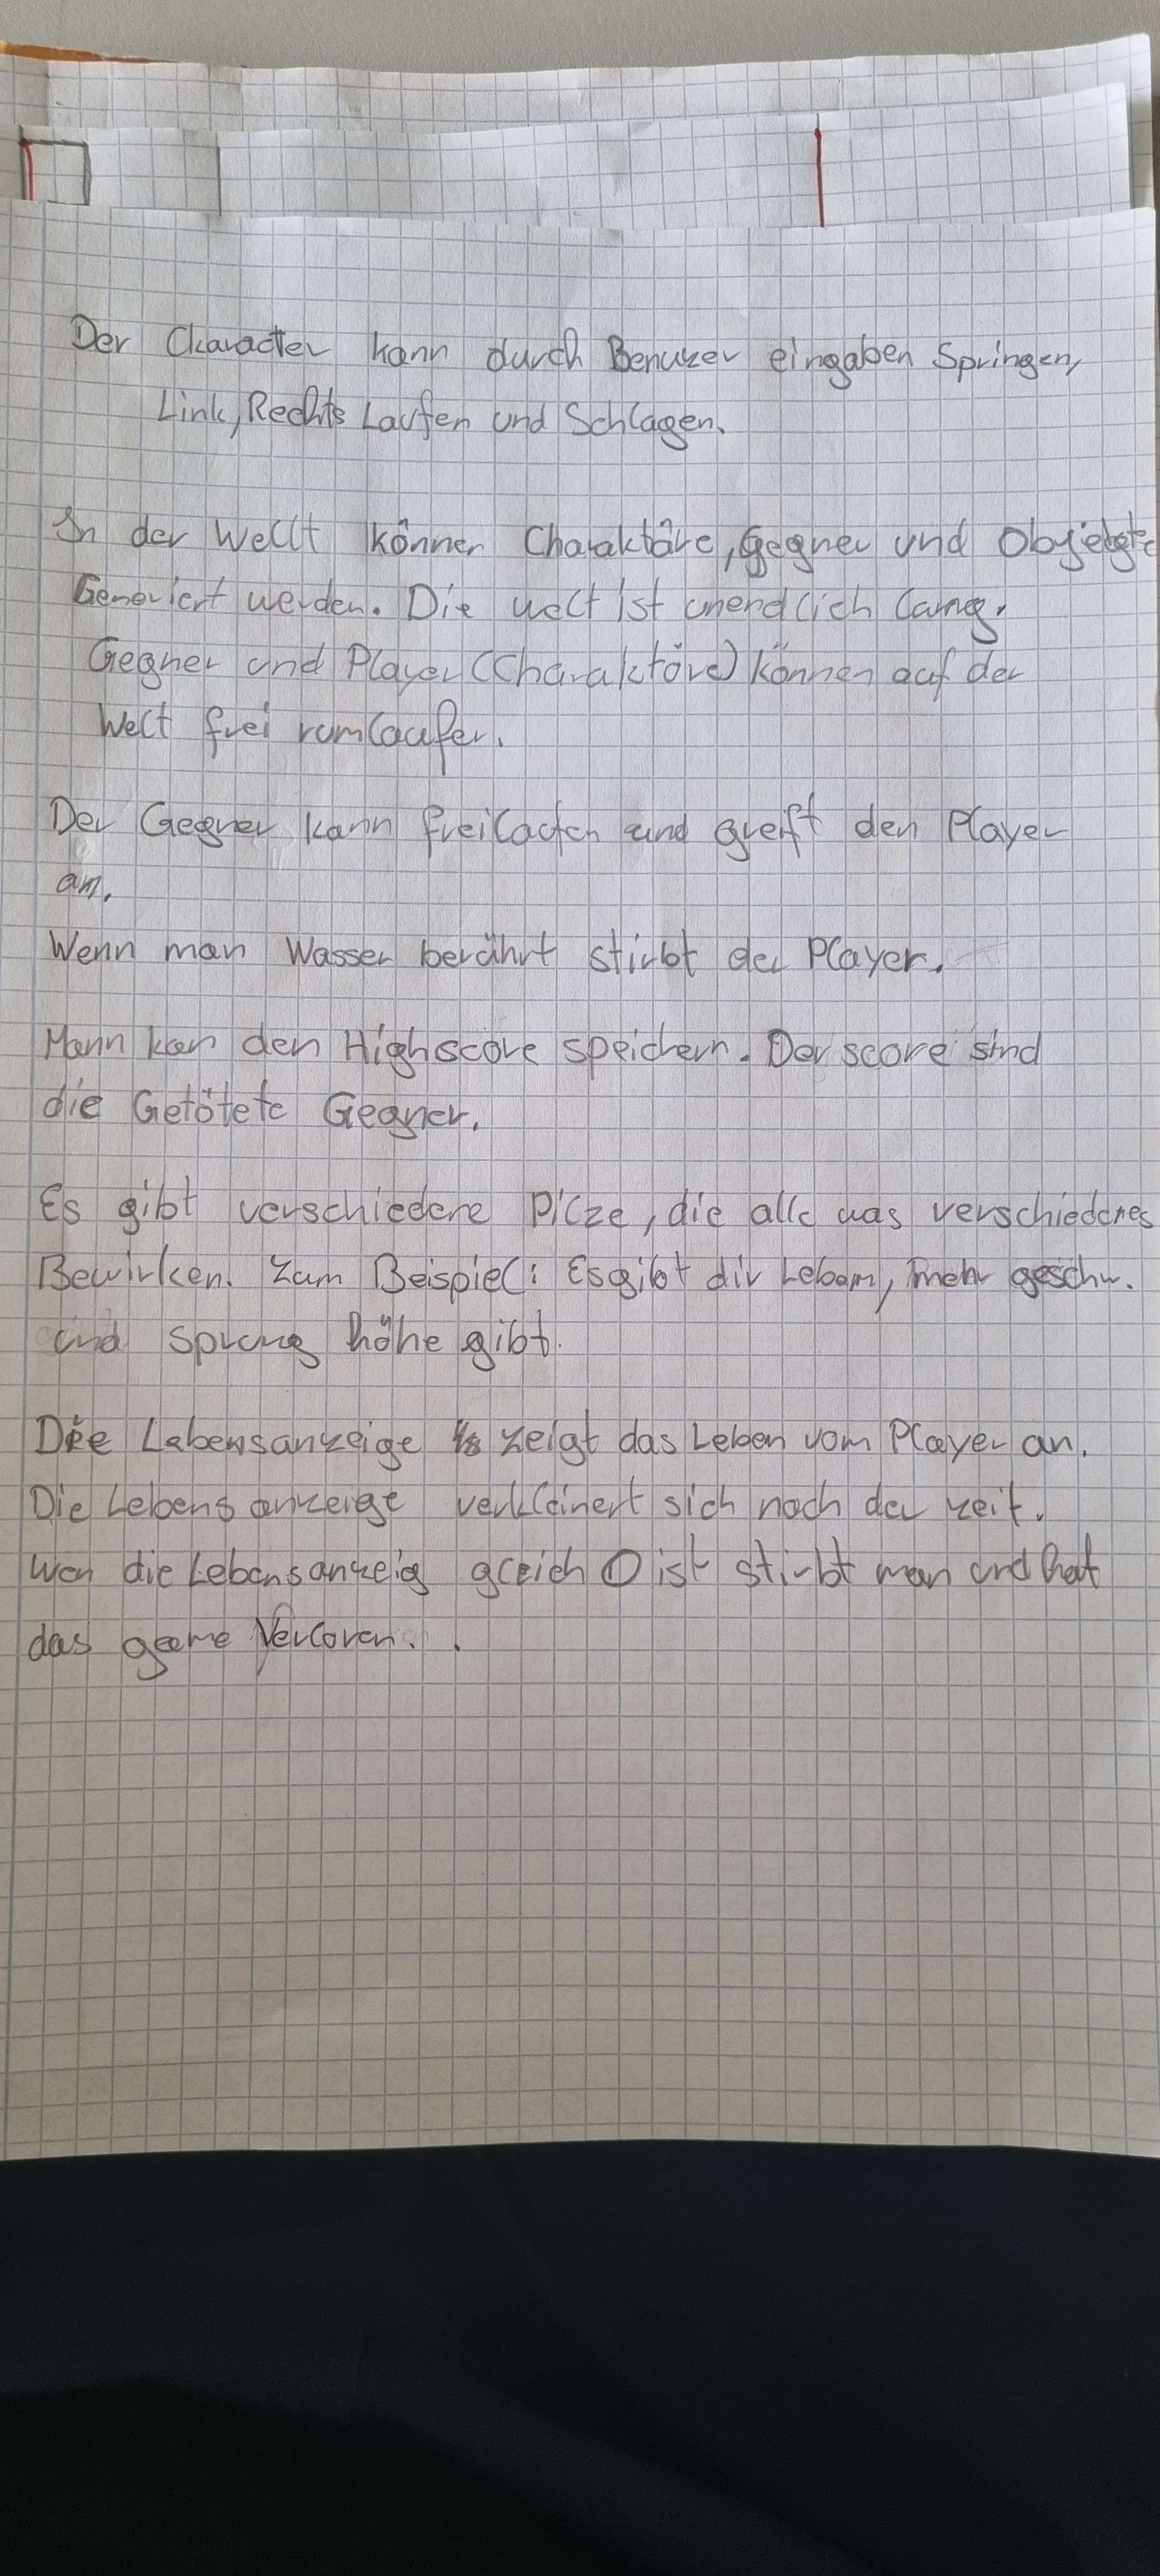 Der Character kann durch Benuzer eingaben Springen,
Link, Rechts Laufen und Schlagen.
In der Wellt können Charaktäre, Gegner und
Generiert werden. Die welt ist unendlich lang.
Gegner und Player (Charaktäre) können auf der
Welt frei rumlaufen.
Der Gegner kann frei laufen und greift den Player
an.
Wenn man Wasser berührt stirbt der Player.
Mann kan den Highscore speichern. Der score sind
die Getötete Gegner.
Es gibt verschiedene Pilze, die alle was verschiedenes
Bewirken. Zum Beispiel: Es gibt dir Leben, mehr geschw.
und sprung höhe gibt.
Die Lebensanzeige zeigt das Leben vom Player an.
Die Lebensanzeige verkleinert sich nach der zeit.
wen die Lebensanzeig gleich 0 ist stirbt man und hat
das game Verloren.